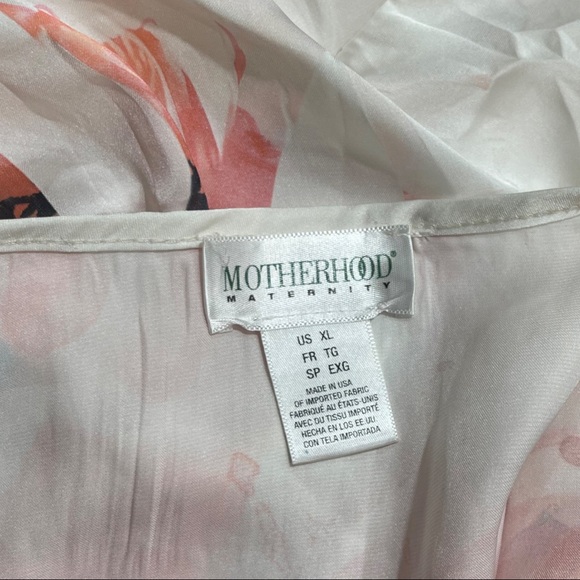 MOTHERHOOD®
MATERNITY
US XL
FR TG
SP EXG
MADE IN USA
OF IMPORTED FABRIC
FABRIQUÉ AU ÉTATS-UNIS
AVEC DU TISSU IMPORTÉ
HECHA EN LOS EE.UU.
CON TELA IMPORTADA